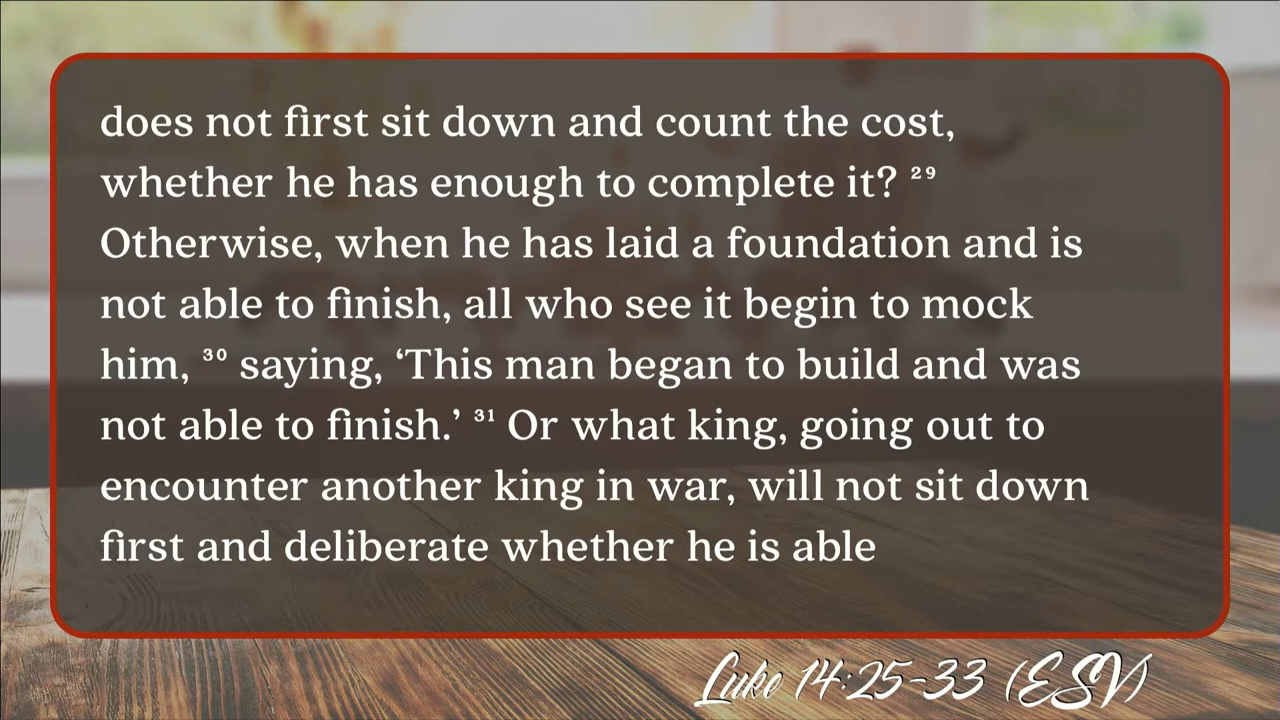 does not first sit down and count the cost,
whether he has enough to complete it? ²⁹
Otherwise, when he has laid a foundation and is
not able to finish, all who see it begin to mock
him, ³⁰ saying, ‘This man began to build and was
not able to finish.’ ³¹ Or what king, going out to
encounter another king in war, will not sit down
first and deliberate whether he is able
Luke 14:25-33 (ESV)